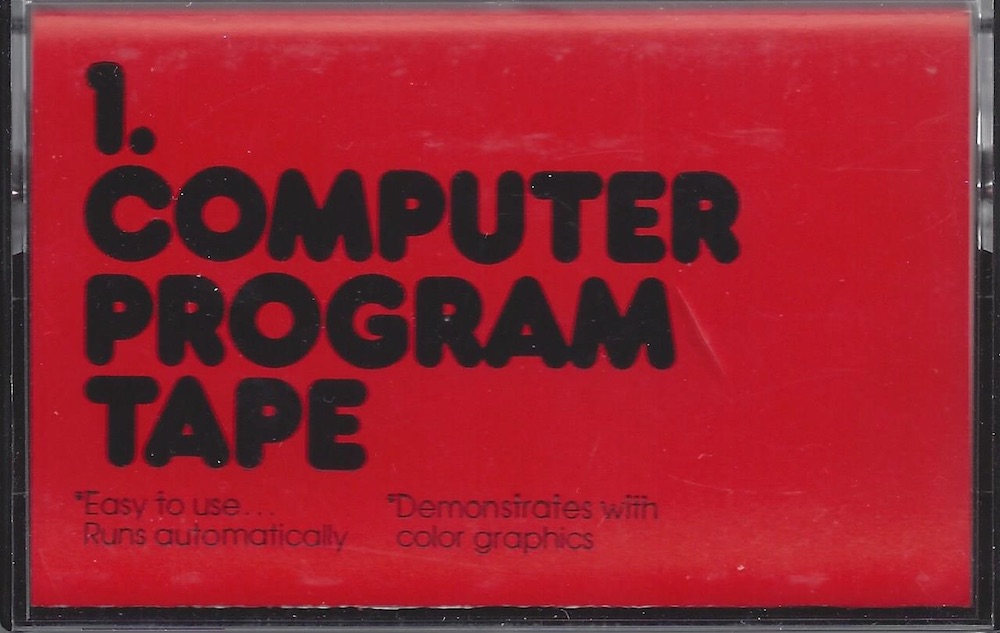 1.
COMPUTER
PROGRAM
TAPE
*Easy to use...
Runs automatically
*Demonstrates with
color graphics